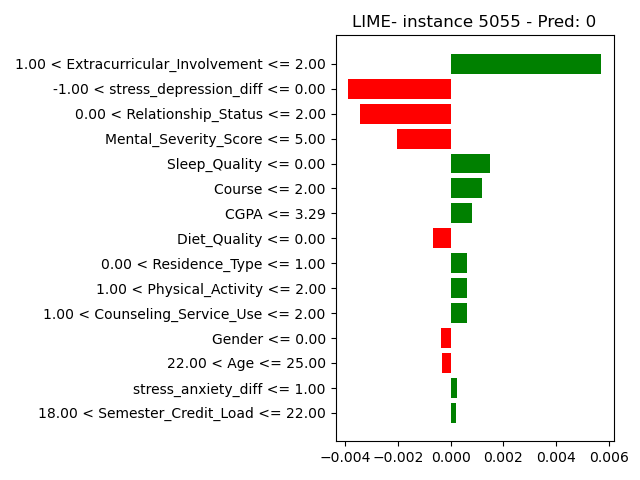 LIME- instance 5055 - Pred: 0
1.00 < Extracurricular_Involvement <= 2.00
-1.00 < stress_depression_diff <= 0.00
0.00 < Relationship_Status <= 2.00
Mental_Severity_Score <= 5.00
Sleep_Quality <= 0.00
Course <= 2.00
CGPA <= 3.29
Diet_Quality <= 0.00
0.00 < Residence_Type <= 1.00
1.00 < Physical_Activity <= 2.00
1.00 < Counseling_Service_Use <= 2.00
Gender <= 0.00
22.00 < Age <= 25.00
stress_anxiety_diff <= 1.00
18.00 < Semester_Credit_Load <= 22.00
−0.004 −0.002 0.000 0.002 0.004 0.006